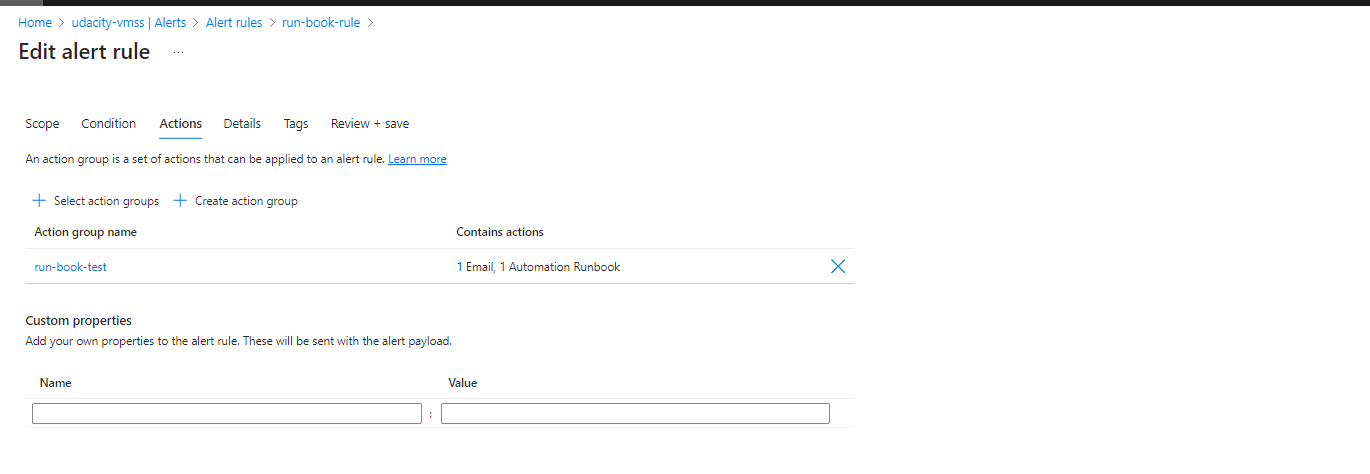 Home > udacity-vmss | Alerts > Alert rules > run-book-rule >
Edit alert rule ...
Scope Condition Actions Details Tags Review + save
An action group is a set of actions that can be applied to an alert rule. Learn more
+ Select action groups + Create action group
Action group name Contains actions
run-book-test 1 Email, 1 Automation Runbook
Custom properties
Add your own properties to the alert rule. These will be sent with the alert payload.
Name Value
: